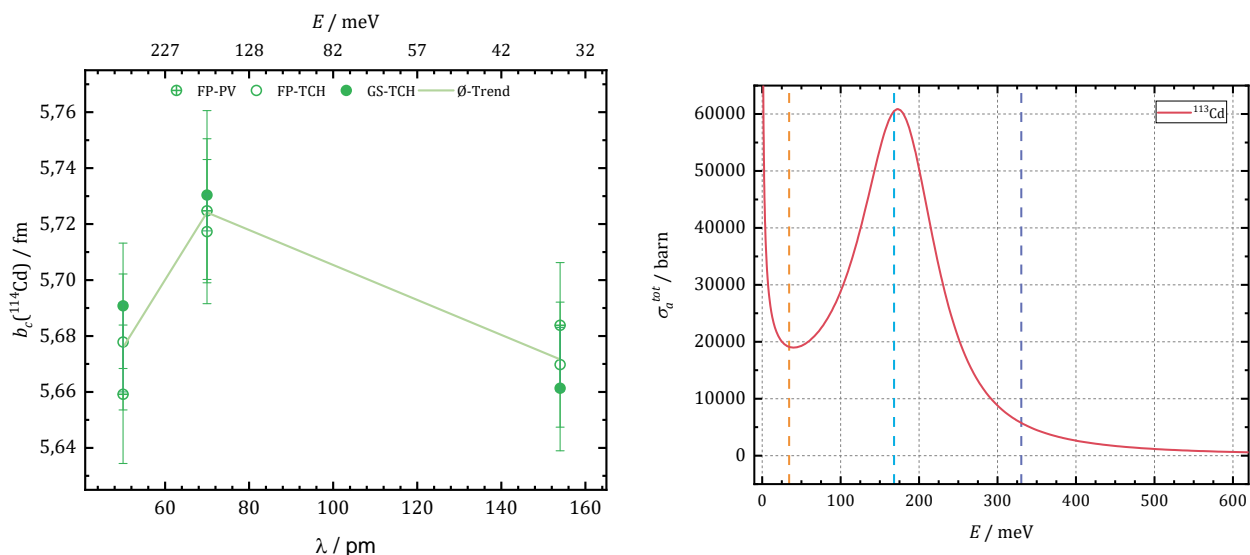 E / meV
227 128 82 57 42 32
FP-PV FP-TCH GS-TCH Ø-Trend
5,76
5,74
5,72
5,70
5,68
5,66
5,64
b_c(¹¹⁴Cd) / fm
60 80 100 120 140 160
λ / pm
¹¹³Cd
60000
50000
40000
30000
20000
10000
0
σ_a^tot / barn
0 100 200 300 400 500 600
E / meV